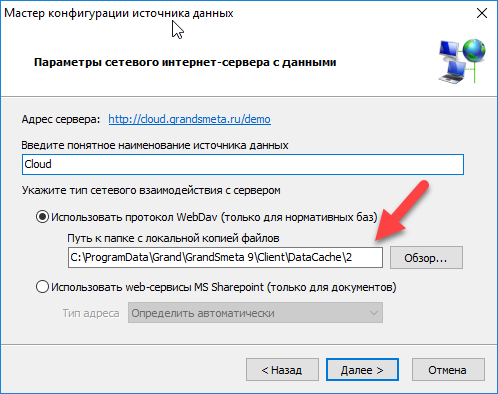 Мастер конфигурации источника данных
Параметры сетевого интернет-сервера с данными
Адрес сервера: http://cloud.grandsmeta.ru/demo
Введите понятное наименование источника данных
Cloud
Укажите тип сетевого взаимодействия с сервером
Использовать протокол WebDav (только для нормативных баз)
Путь к папке с локальной копией файлов
C:\ProgramData\Grand\GrandSmeta 9\Client\DataCache\2
Обзор...
Использовать web-сервисы MS Sharepoint (только для документов)
Тип адреса Определить автоматически
< Назад Далее > Отмена